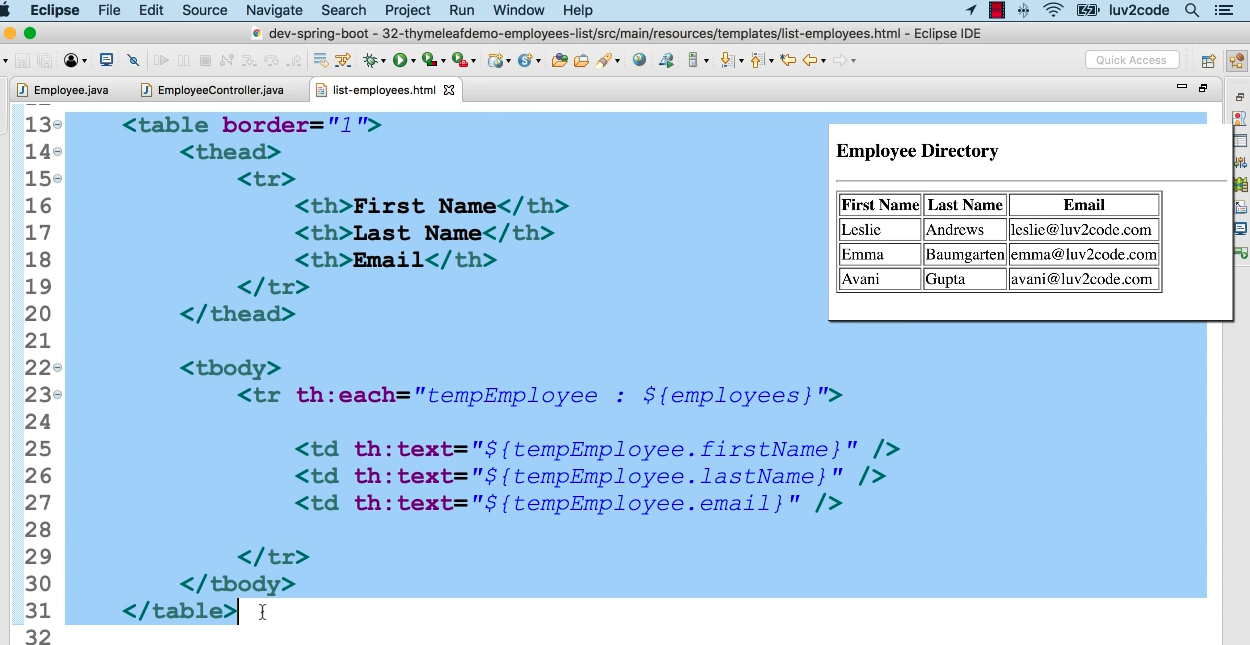 Eclipse File Edit Source Navigate Search Project Run Window Help luv2code
dev-spring-boot - 32-thymeleafdemo-employees-list/src/main/resources/templates/list-employees.html - Eclipse IDE
Quick Access
Employee.java EmployeeController.java list-employees.html
13 <table border="1">
14 <thead>
15 <tr>
16 <th>First Name</th>
17 <th>Last Name</th>
18 <th>Email</th>
19 </tr>
20 </thead>
21
22 <tbody>
23 <tr th:each="tempEmployee : ${employees}">
24
25 <td th:text="${tempEmployee.firstName}" />
26 <td th:text="${tempEmployee.lastName}" />
27 <td th:text="${tempEmployee.email}" />
28
29 </tr>
30 </tbody>
31 </table>
32
Employee Directory
First Name Last Name Email
Leslie Andrews leslie@luv2code.com
Emma Baumgarten emma@luv2code.com
Avani Gupta avani@luv2code.com